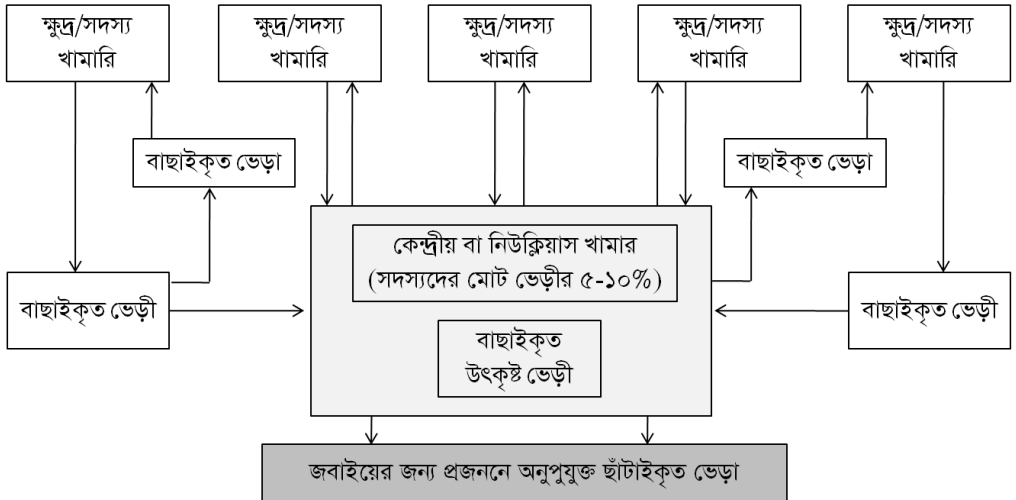 ক্ষুদ্র/সদস্য
খামারি
ক্ষুদ্র/সদস্য
খামারি
ক্ষুদ্র/সদস্য
খামারি
ক্ষুদ্র/সদস্য
খামারি
ক্ষুদ্র/সদস্য
খামারি
বাছাইকৃত ভেড়া
বাছাইকৃত ভেড়া
কেন্দ্রীয় বা নিউক্লিয়াস খামার
(সদস্যদের মোট ভেড়ীর ৫-১০%)
বাছাইকৃত ভেড়ী
বাছাইকৃত ভেড়ী
বাছাইকৃত
উৎকৃষ্ট ভেড়ী
জবাইয়ের জন্য প্রজননে অনুপুযুক্ত ছাঁটাইকৃত ভেড়া